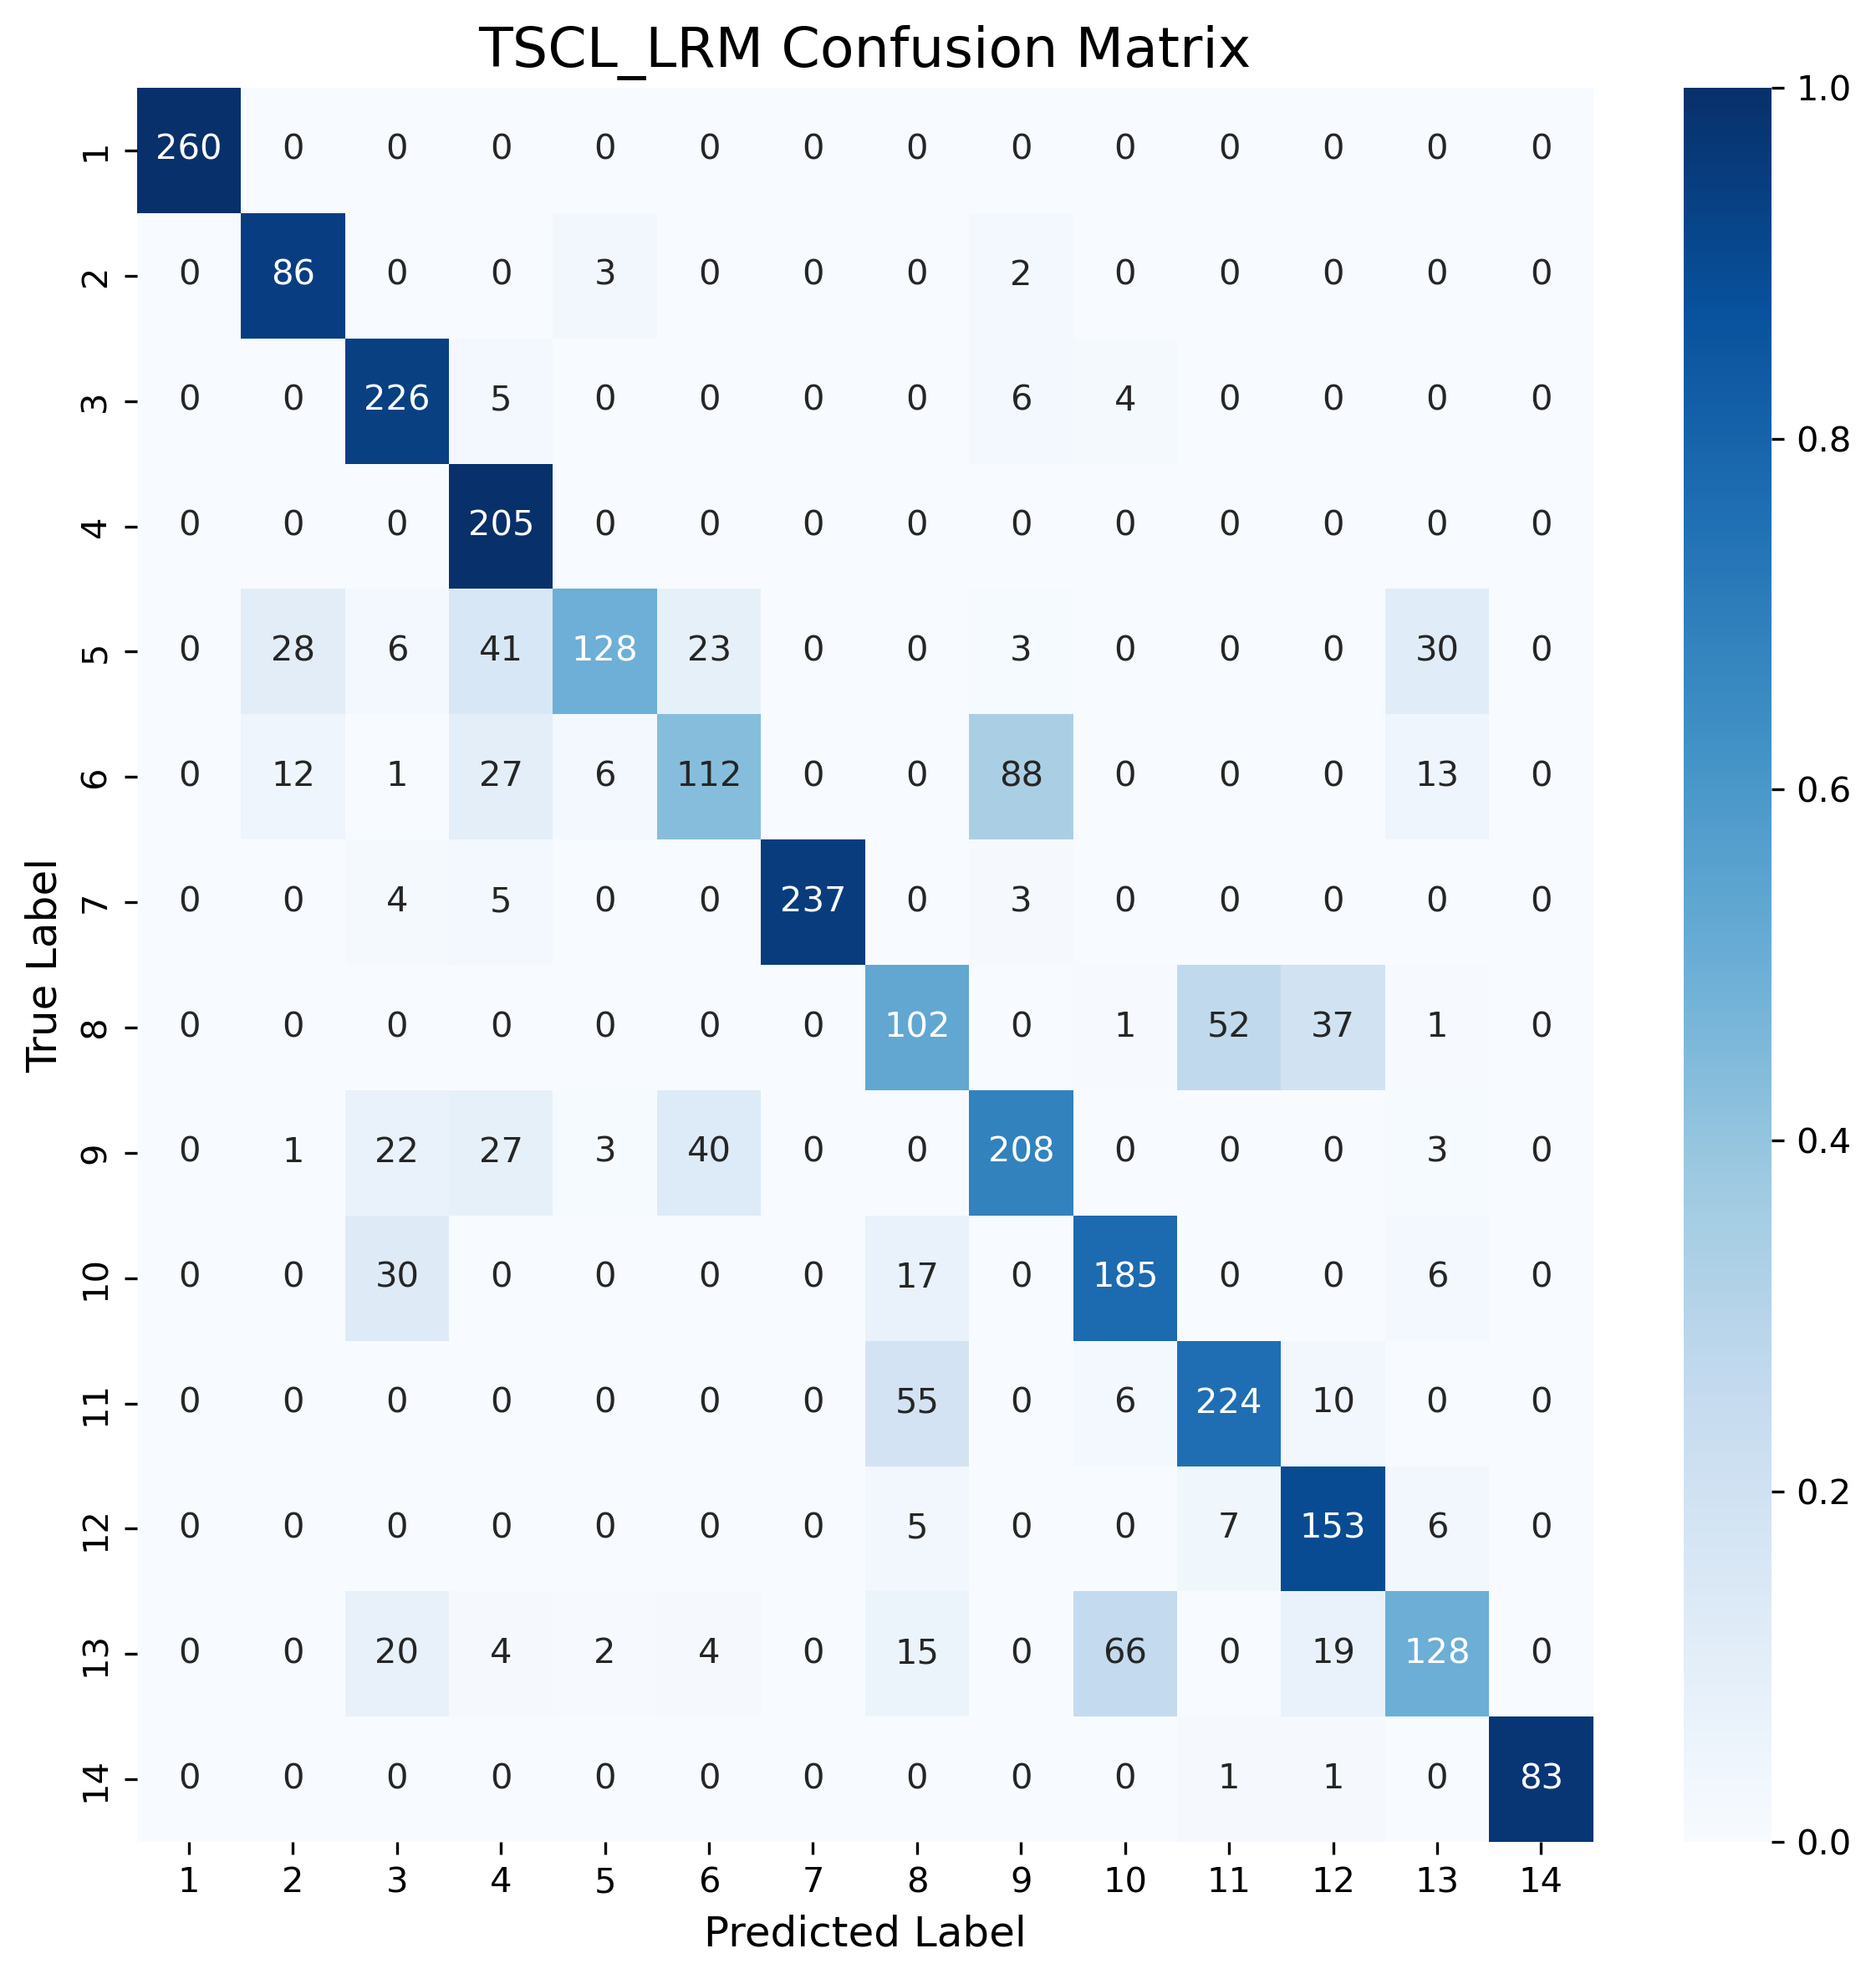 TSCL_LRM Confusion Matrix
1 260 0 0 0 0 0 0 0 0 0 0 0 0 0
2 0 86 0 0 3 0 0 0 2 0 0 0 0 0
3 0 0 226 5 0 0 0 0 6 4 0 0 0 0
4 0 0 0 205 0 0 0 0 0 0 0 0 0 0
5 0 28 6 41 128 23 0 0 3 0 0 0 30 0
6 0 12 1 27 6 112 0 0 88 0 0 0 13 0
7 0 0 4 5 0 0 237 0 3 0 0 0 0 0
8 0 0 0 0 0 0 0 102 0 1 52 37 1 0
9 0 1 22 27 3 40 0 0 208 0 0 0 3 0
10 0 0 30 0 0 0 0 17 0 185 0 0 6 0
11 0 0 0 0 0 0 0 55 0 6 224 10 0 0
12 0 0 0 0 0 0 0 5 0 0 7 153 6 0
13 0 0 20 4 2 4 0 15 0 66 0 19 128 0
14 0 0 0 0 0 0 0 0 0 0 1 1 0 83
1 2 3 4 5 6 7 8 9 10 11 12 13 14
Predicted Label
True Label
1.0
0.8
0.6
0.4
0.2
0.0